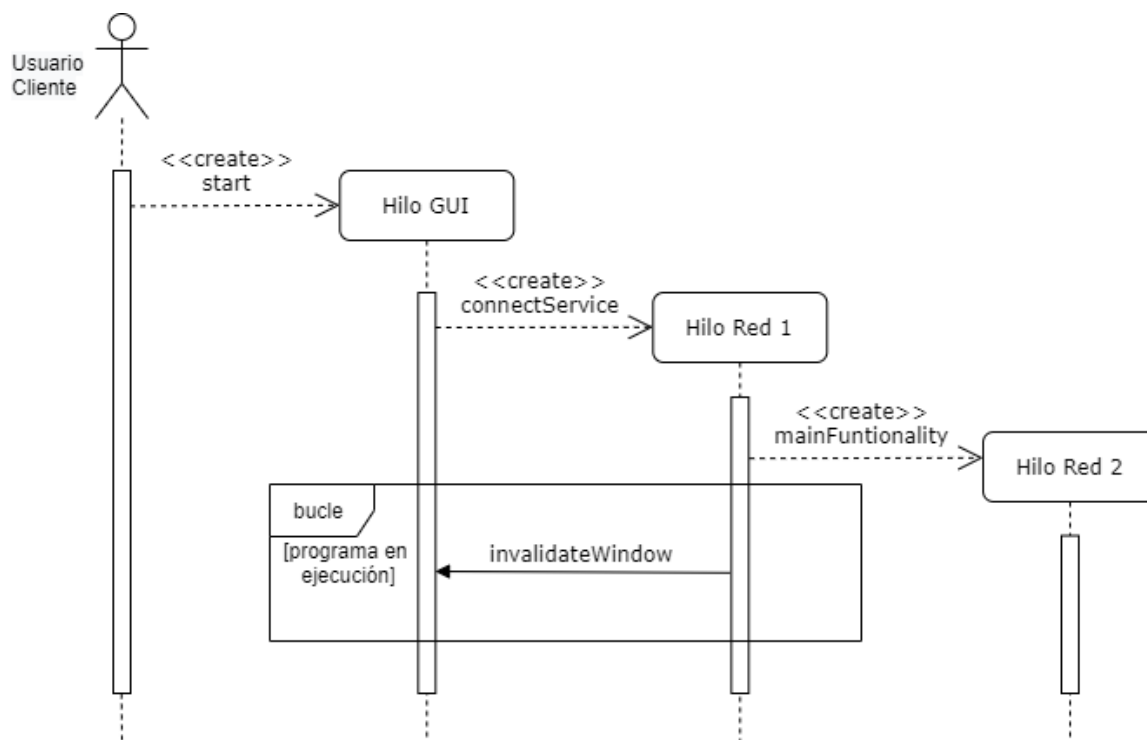 Usuario
Cliente
<<create>>
start
Hilo GUI
<<create>>
connectService
Hilo Red 1
<<create>>
mainFuntionality
Hilo Red 2
bucle
[programa en
ejecución]
invalidateWindow